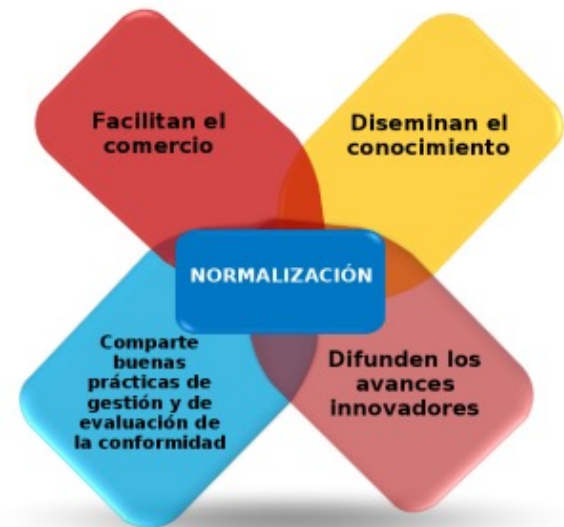 Facilitan el
comercio
Diseminan el
conocimiento
NORMALIZACIÓN
Comparte
buenas
prácticas de
gestión y de
evaluación de
la conformidad
Difunden los
avances
innovadores